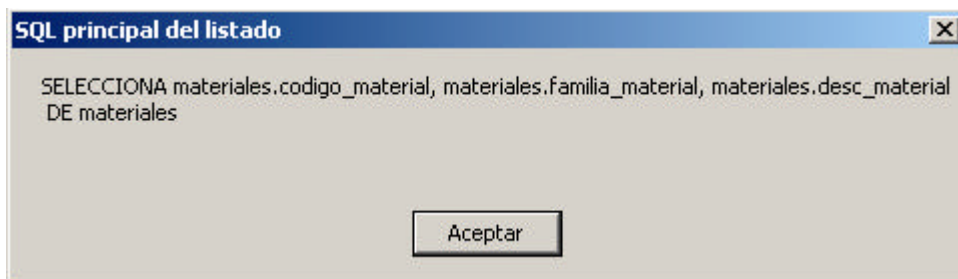 SQL principal del listado
SELECCIONA materiales.codigo_material, materiales.familia_material, materiales.desc_material
DE materiales
Aceptar